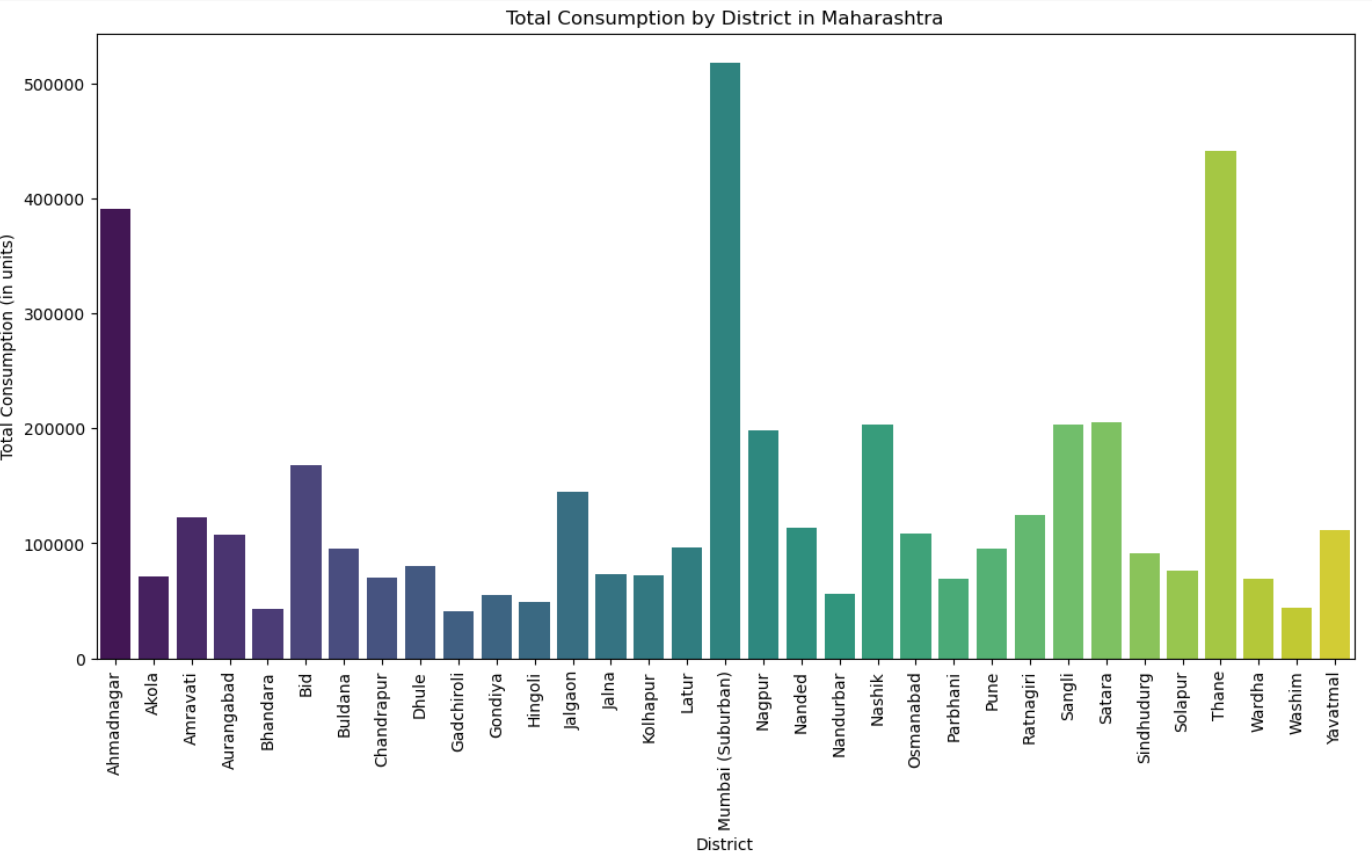 Total Consumption by District in Maharashtra
Total Consumption (in units)
500000
400000
300000
200000
100000
0
Ahmadnagar
Akola
Amravati
Aurangabad
Bhandara
Bid
Buldana
Chandrapur
Dhule
Gadchiroli
Gondiya
Hingoli
Jalgaon
Jalna
Kolhapur
Latur
Mumbai (Suburban)
Nagpur
Nanded
Nandurbar
Nashik
Osmanabad
Parbhani
Pune
Ratnagiri
Sangli
Satara
Sindhudurg
Solapur
Thane
Wardha
Washim
Yavatmal
District